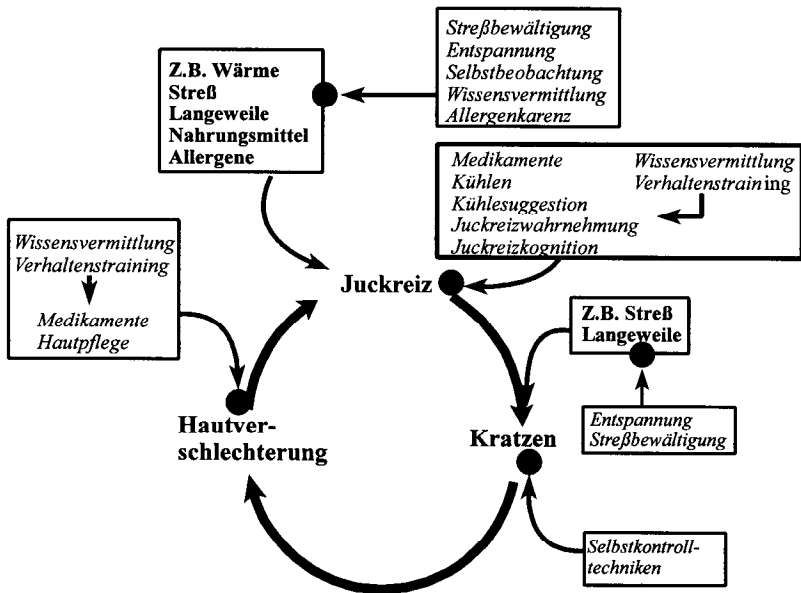 Streßbewältigung
Entspannung
Selbstbeobachtung
Wissensvermittlung
Allergenkarenz
Z.B. Wärme
Streß
Langeweile
Nahrungsmittel
Allergene
Medikamente
Kühlen
Kühlesuggestion
Juckreizwahrnehmung
Juckreizkognition
Wissensvermittlung
Verhaltenstraining
Wissensvermittlung
Verhaltenstraining
Medikamente
Hautpflege
Juckreiz
Z.B. Streß
Langeweile
Entspannung
Streßbewältigung
Hautver-
schlechterung
Kratzen
Selbstkontroll-
techniken